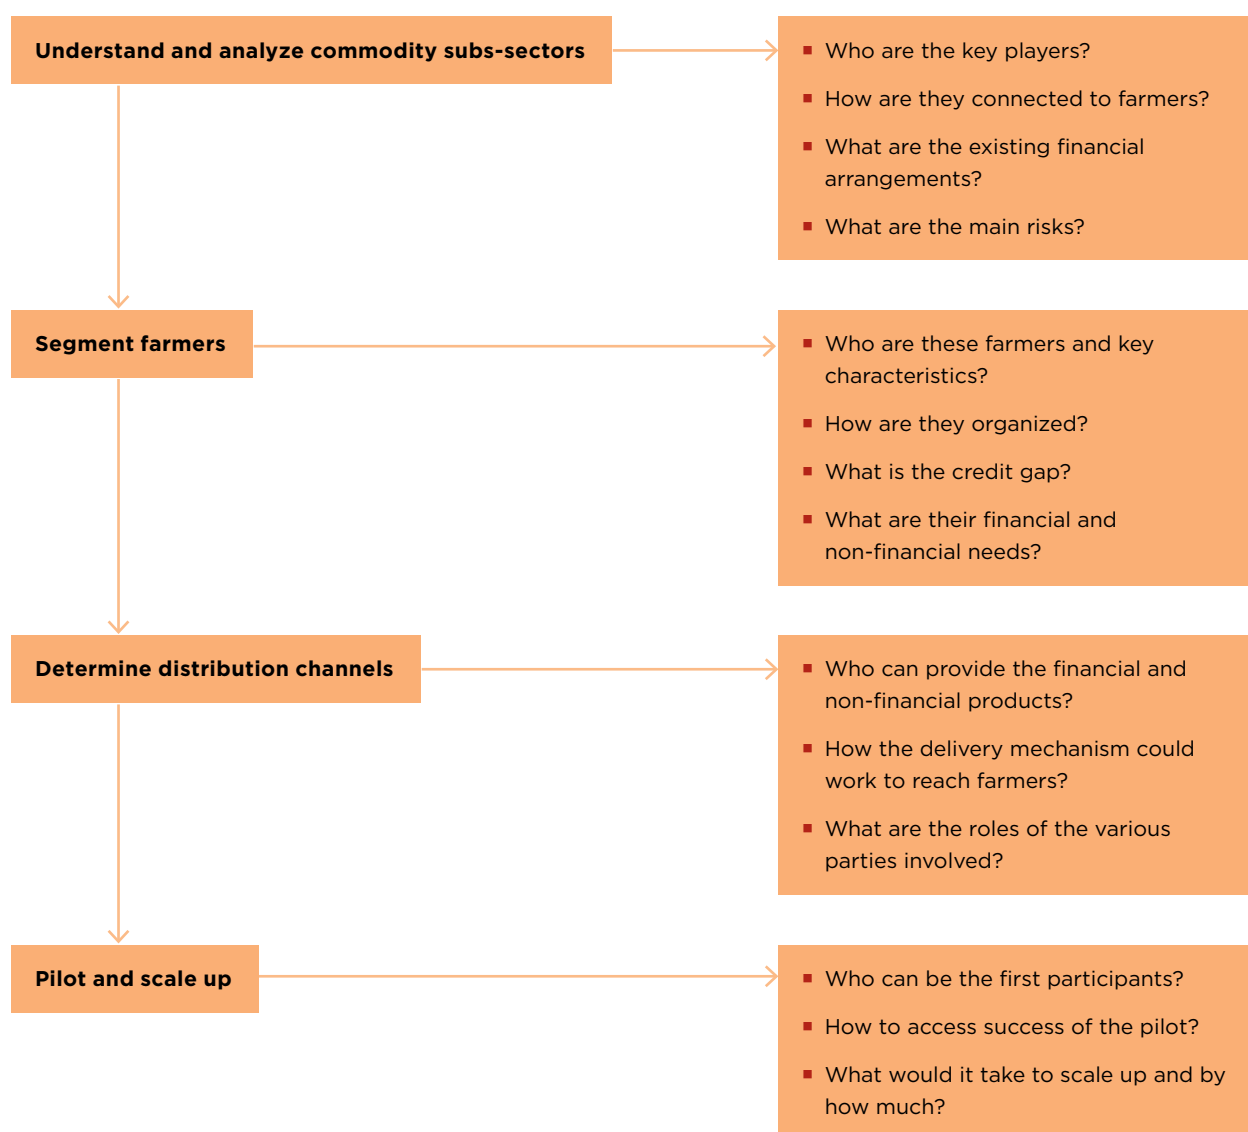 Understand and analyze commodity subs-sectors
▪ Who are the key players?
▪ How are they connected to farmers?
▪ What are the existing financial
arrangements?
▪ What are the main risks?
Segment farmers
▪ Who are these farmers and key
characteristics?
▪ How are they organized?
▪ What is the credit gap?
▪ What are their financial and
non-financial needs?
Determine distribution channels
▪ Who can provide the financial and
non-financial products?
▪ How the delivery mechanism could
work to reach farmers?
▪ What are the roles of the various
parties involved?
Pilot and scale up
▪ Who can be the first participants?
▪ How to access success of the pilot?
▪ What would it take to scale up and by
how much?